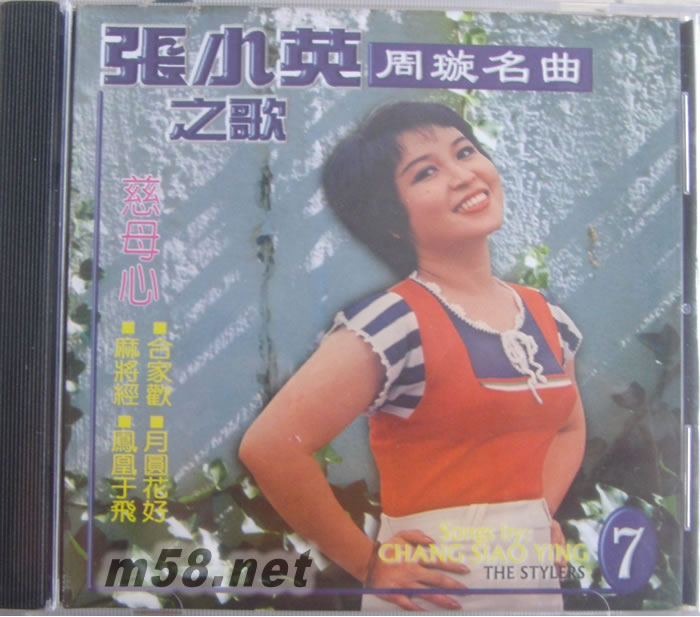 張小英
之歌
周璇名曲
慈母心
■合家歡 ■月圓花好
■麻將經 ■鳳凰于飛
Songs by:
CHANG SIAO YING
THE STYLERS
7
m58.net